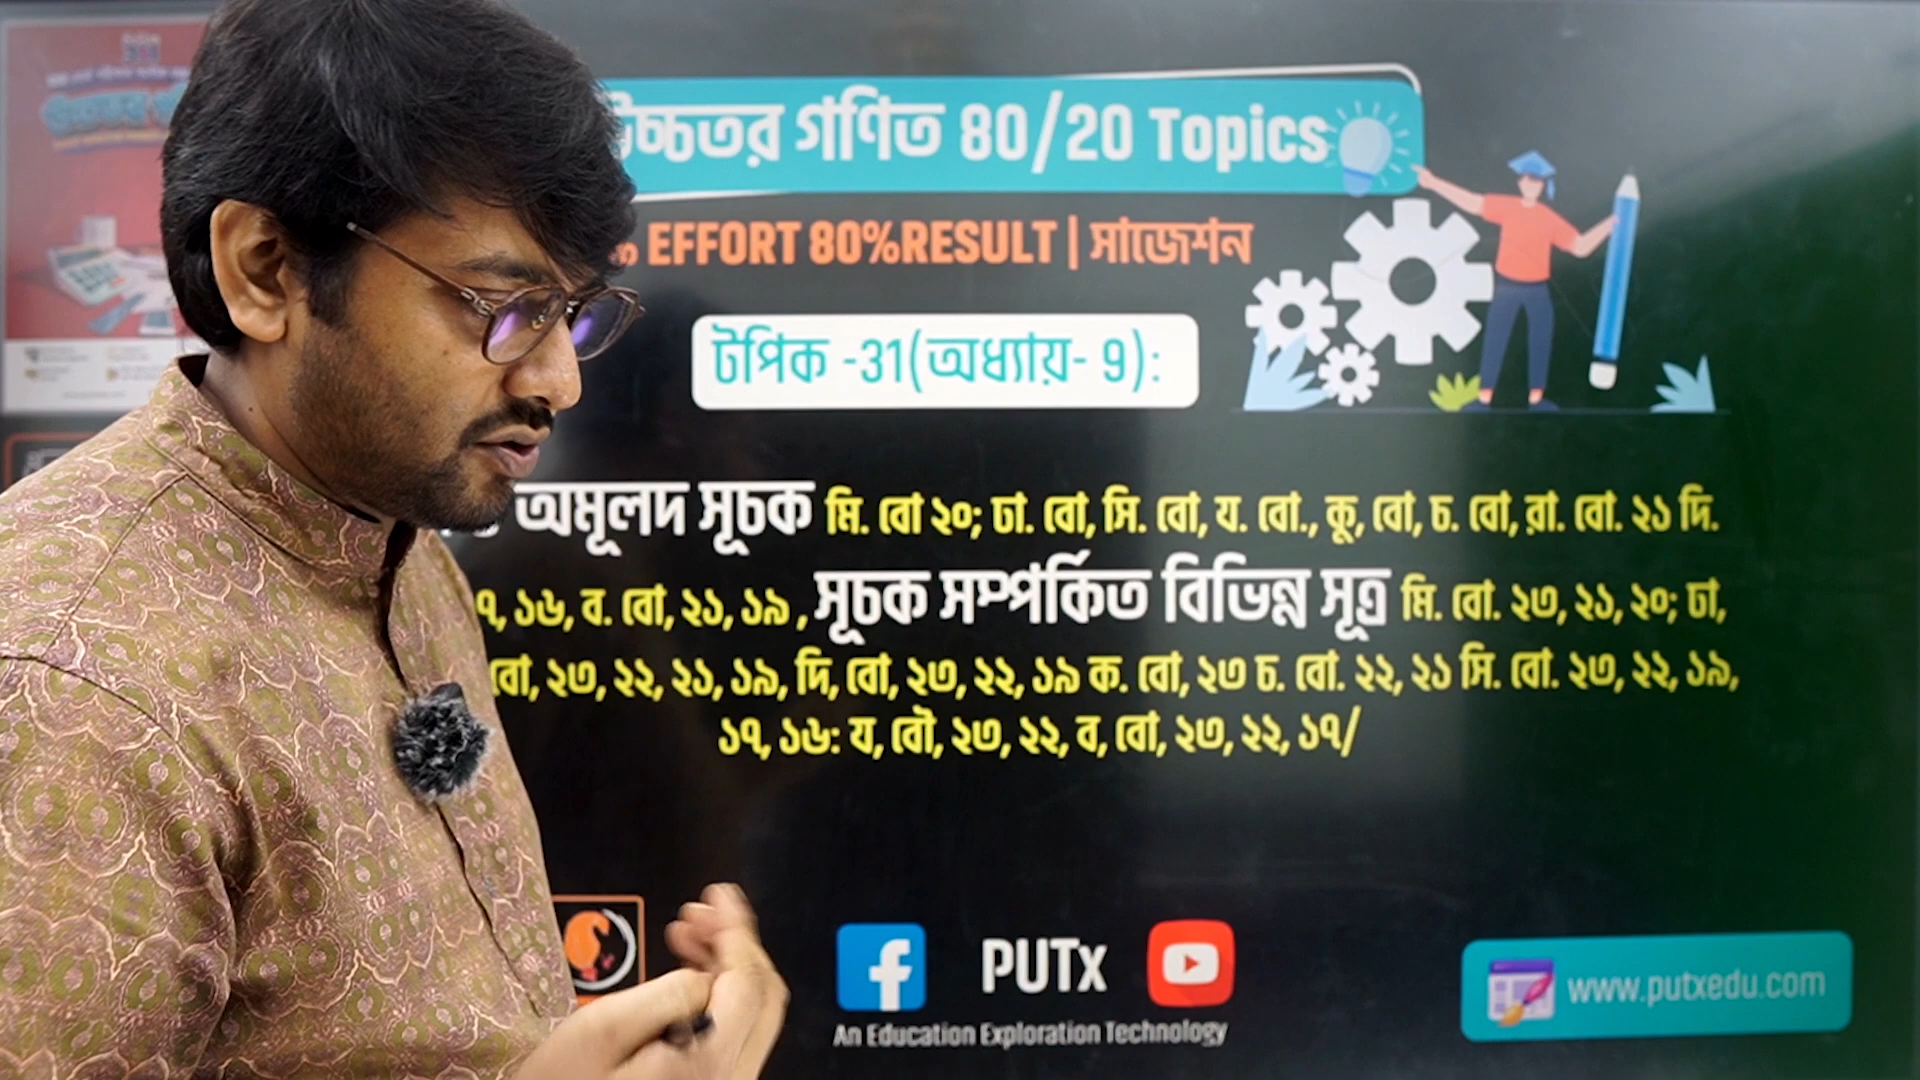 উচ্চতর গণিত 80/20 Topics
EFFORT 80%RESULT | সাজেশন
টপিক -31(অধ্যায়- 9):
অমূলদ সূচক মি. বো ২০; ঢা. বো, সি. বো, য. বো., কু, বো, চ. বো, রা. বো. ২১ দি.
৭, ১৬, ব. বো, ২১, ১৯ , সূচক সম্পর্কিত বিভিন্ন সূত্র মি. বো. ২৩, ২১, ২০; ঢা,
বো, ২৩, ২২, ২১, ১৯, দি, বো, ২৩, ২২, ১৯ ক. বো, ২৩ চ. বো. ২২, ২১ সি. বো. ২৩, ২২, ১৯,
১৭, ১৬: য, বৌ, ২৩, ২২, ব, বো, ২৩, ২২, ১৭/
PUTx
An Education Exploration Technology
www.putxedu.com